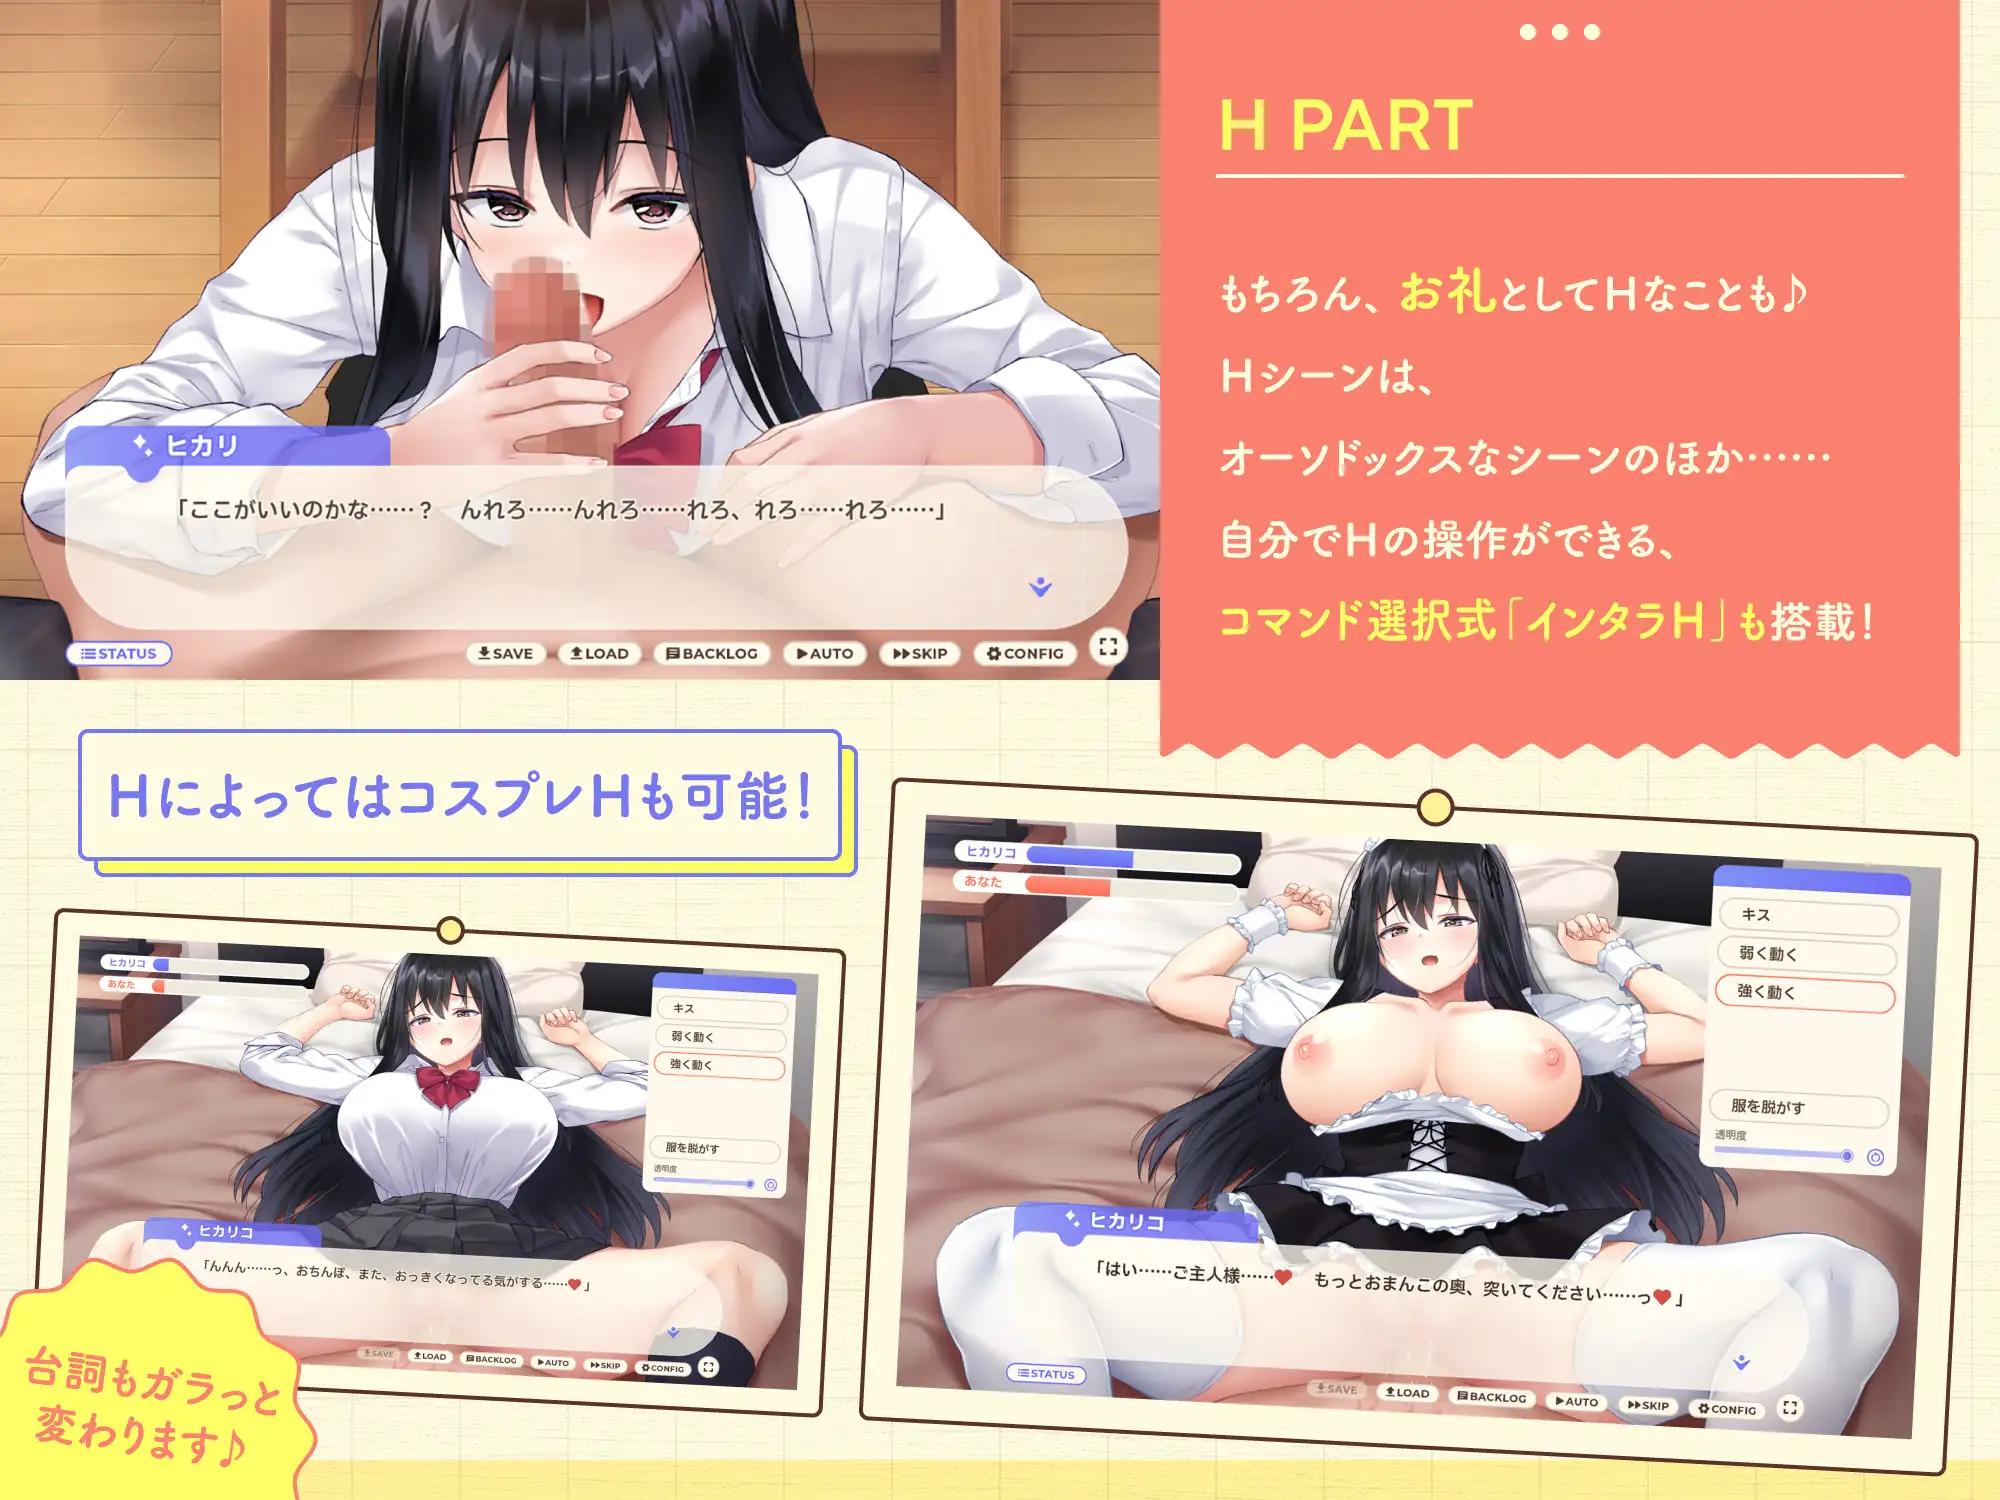 ヒカリ
「ここがいいのかな……？　んれろ……んれろ……れろ、れろ……れろ……」
STATUS
SAVE
LOAD
BACKLOG
AUTO
SKIP
CONFIG
H PART
もちろん、お礼としてHなことも♪
Hシーンは、
オーソドックスなシーンのほか……
自分でHの操作ができる、
コマンド選択式「インタラH」も搭載！
HによってはコスプレHも可能！
ヒカリコ
あなた
キス
弱く動く
強く動く
服を脱がす
透明度
ヒカリコ
「んんん……っ、おちんぽ、また、おっきくなってる気がする……♥」
SAVE
LOAD
BACKLOG
AUTO
SKIP
CONFIG
台詞もガラっと
変わります♪
ヒカリコ
あなた
キス
弱く動く
強く動く
服を脱がす
透明度
ヒカリコ
「はい……ご主人様……♥　もっとおまんこの奥、突いてください……っ♥」
STATUS
SAVE
LOAD
BACKLOG
AUTO
SKIP
CONFIG